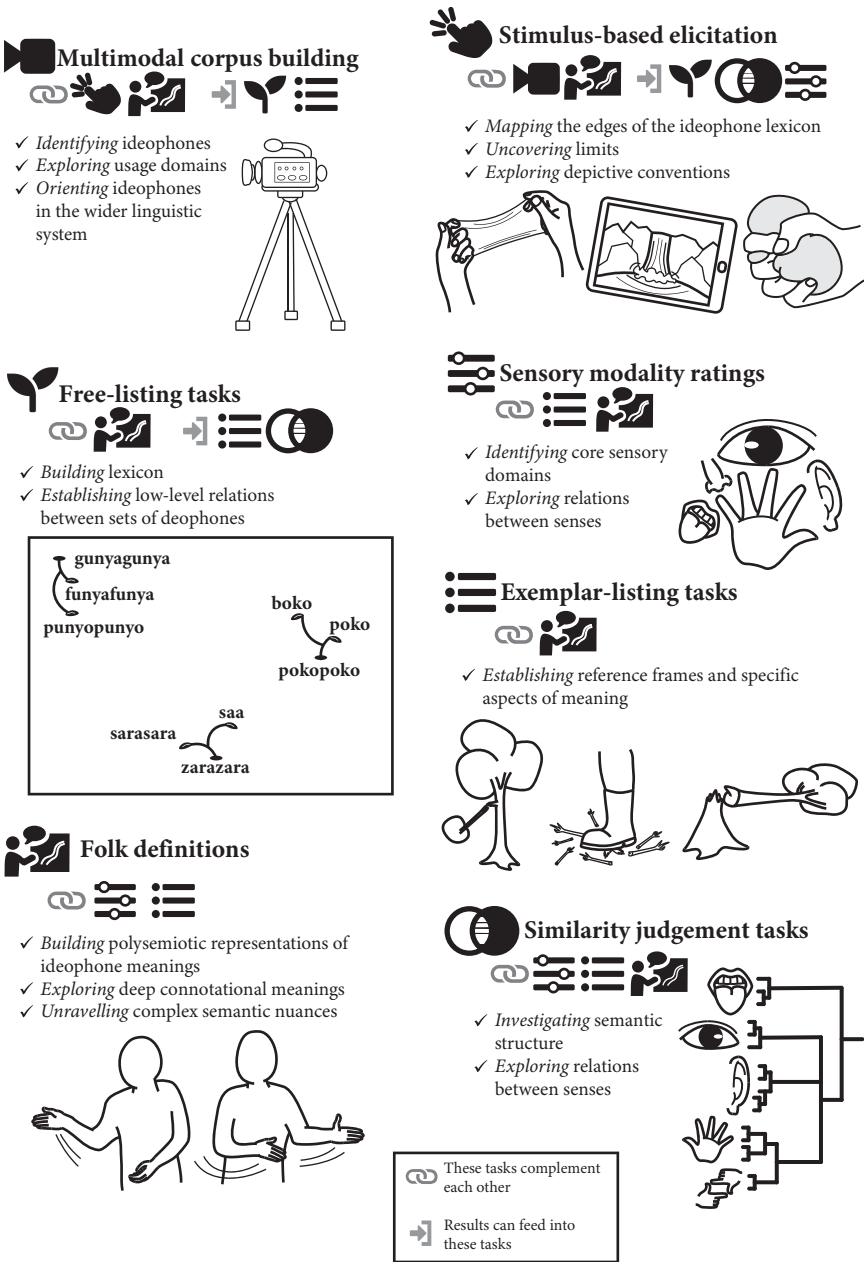 Multimodal corpus building
✓ Identifying ideophones
✓ Exploring usage domains
✓ Orienting ideophones
in the wider linguistic
system
Stimulus-based elicitation
✓ Mapping the edges of the ideophone lexicon
✓ Uncovering limits
✓ Exploring depictive conventions
Free-listing tasks
✓ Building lexicon
✓ Establishing low-level relations
between sets of deophones
gunyagunya
funyafunya
punyopunyo
boko
poko
pokopoko
saa
sarasara
zarazara
Sensory modality ratings
✓ Identifying core sensory
domains
✓ Exploring relations
between senses
Exemplar-listing tasks
✓ Establishing reference frames and specific
aspects of meaning
Folk definitions
✓ Building polysemiotic representations of
ideophone meanings
✓ Exploring deep connotational meanings
✓ Unravelling complex semantic nuances
Similarity judgement tasks
✓ Investigating semantic
structure
✓ Exploring relations
between senses
These tasks complement
each other
Results can feed into
these tasks